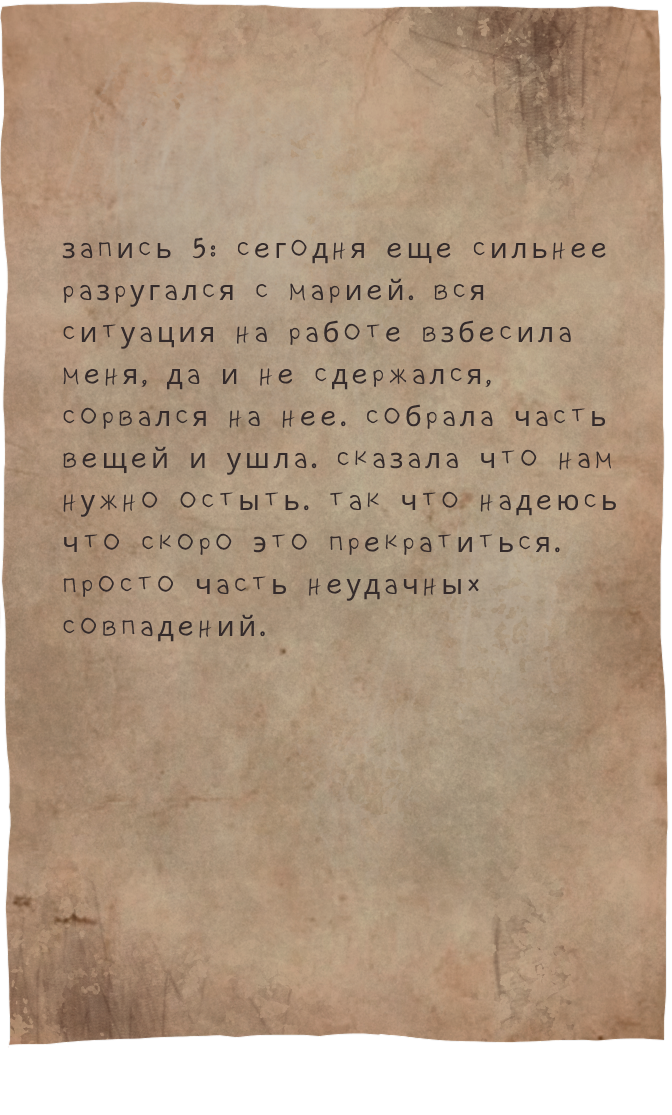 запись 5: сегодня еще сильнее
разругался с марией. вся
ситуация на работе взбесила
меня, да и не сдержался,
сорвался на нее. собрала часть
вещей и ушла. сказала что нам
нужно остыть. так что надеюсь
что скоро это прекратиться.
просто часть неудачных
совпадений.